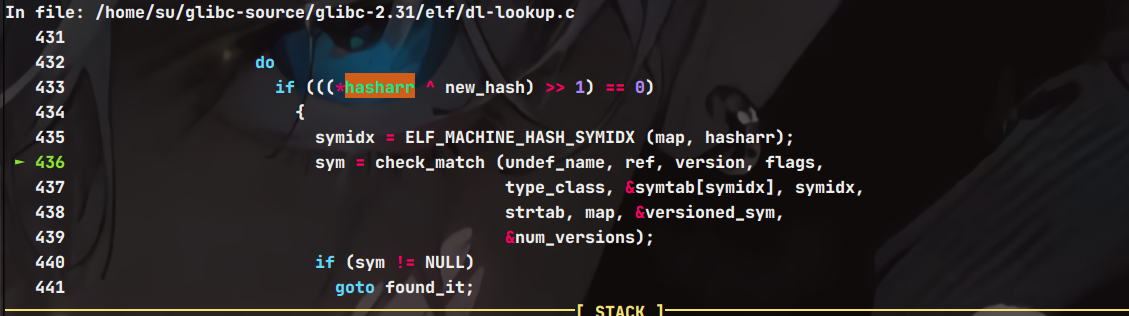 In file: /home/su/glibc-source/glibc-2.31/elf/dl-lookup.c
431
432 do
433 if (((*hasharr ^ new_hash) >> 1) == 0)
434 {
435 symidx = ELF_MACHINE_HASH_SYMIDX (map, hasharr);
► 436 sym = check_match (undef_name, ref, version, flags,
437 type_class, &symtab[symidx], symidx,
438 strtab, map, &versioned_sym,
439 &num_versions);
440 if (sym != NULL)
441 goto found_it;
[ STACK ]